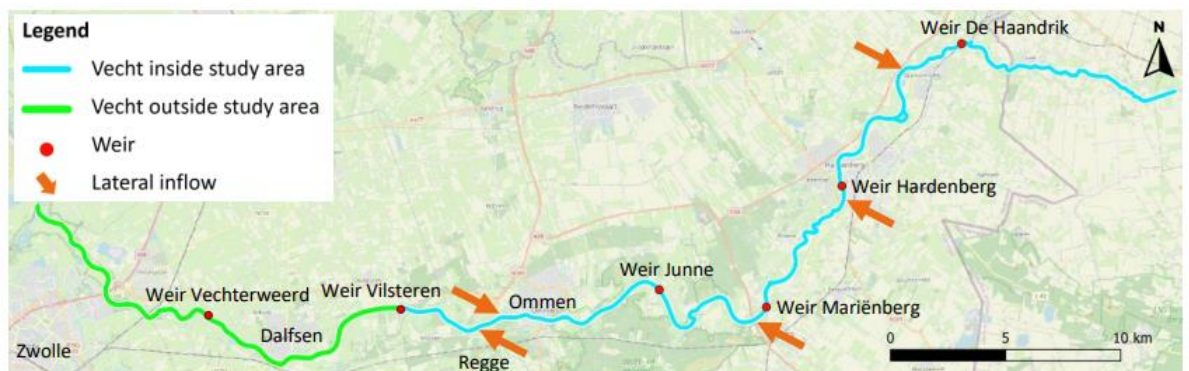 Legend
Vecht inside study area
Vecht outside study area
Weir
Lateral inflow
Weir De Haandrik
N
Weir Hardenberg
Weir Junne
Weir Mariënberg
Weir Vilsteren
Ommen
Weir Vechterweerd
Dalfsen
Regge
Zwolle
0 5 10 km